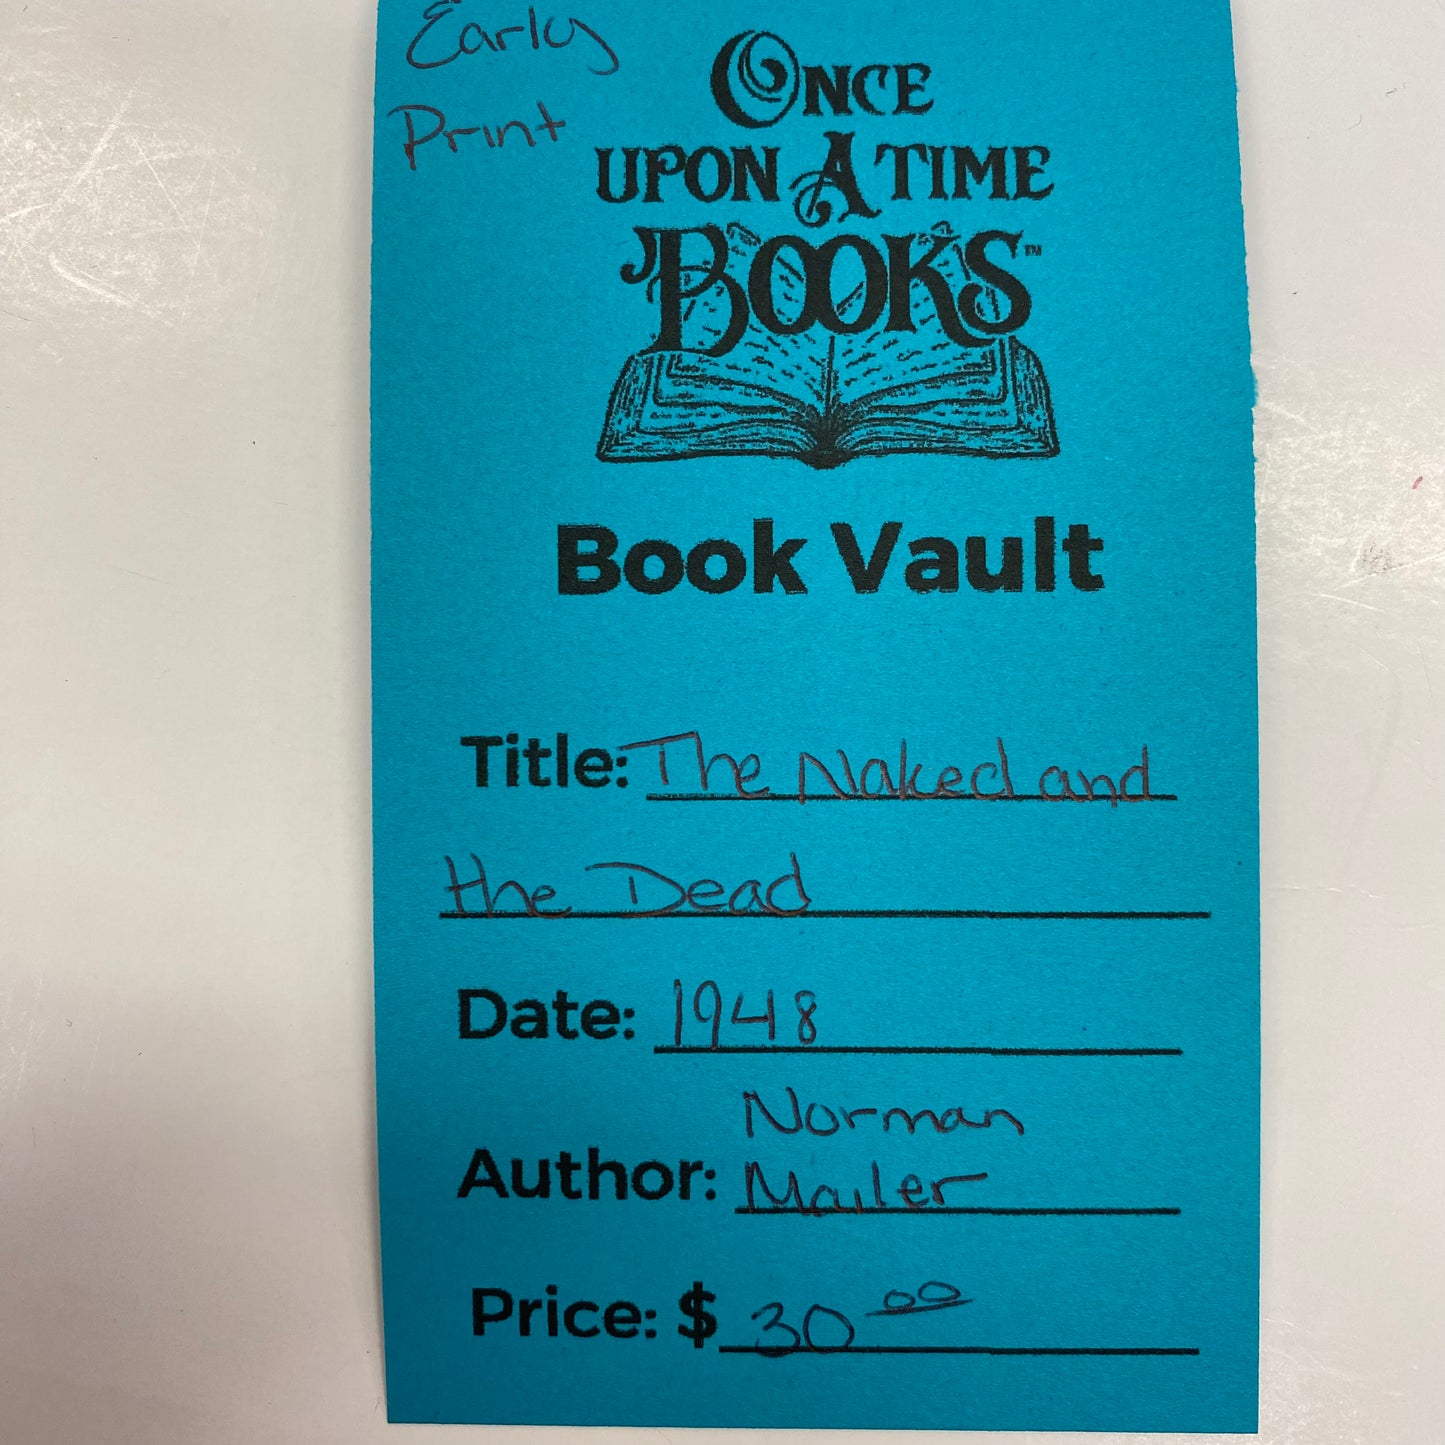 Early
Print
ONCE
UPON A TIME
BOOKS™
Book Vault
Title: The Naked and
the Dead
Date: 1948
Norman
Author: Mailer
Price: $ 30 00